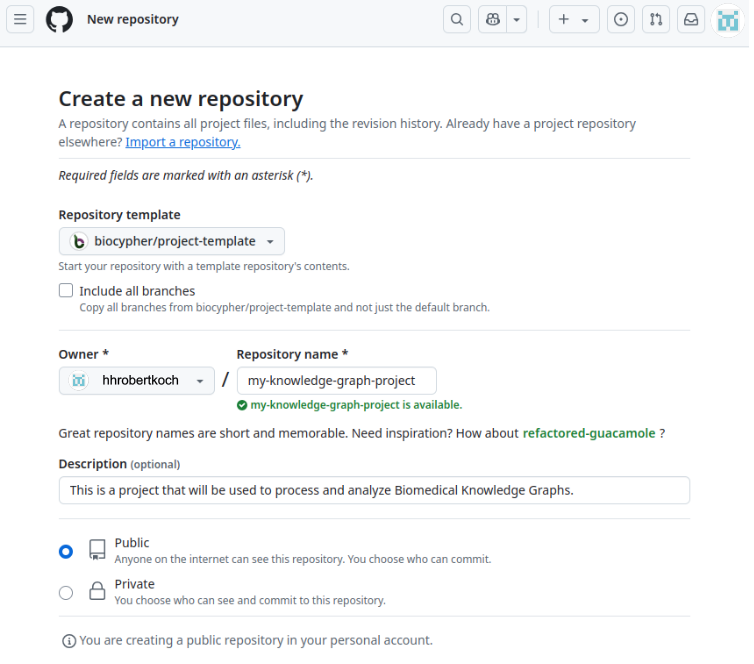 New repository
Create a new repository
A repository contains all project files, including the revision history. Already have a project repository
elsewhere? Import a repository.
Required fields are marked with an asterisk (*).
Repository template
biocypher/project-template
Start your repository with a template repository's contents.
Include all branches
Copy all branches from biocypher/project-template and not just the default branch.
Owner * Repository name *
hhrobertkoch / my-knowledge-graph-project
my-knowledge-graph-project is available.
Great repository names are short and memorable. Need inspiration? How about refactored-guacamole ?
Description (optional)
This is a project that will be used to process and analyze Biomedical Knowledge Graphs.
Public
Anyone on the internet can see this repository. You choose who can commit.
Private
You choose who can see and commit to this repository.
You are creating a public repository in your personal account.